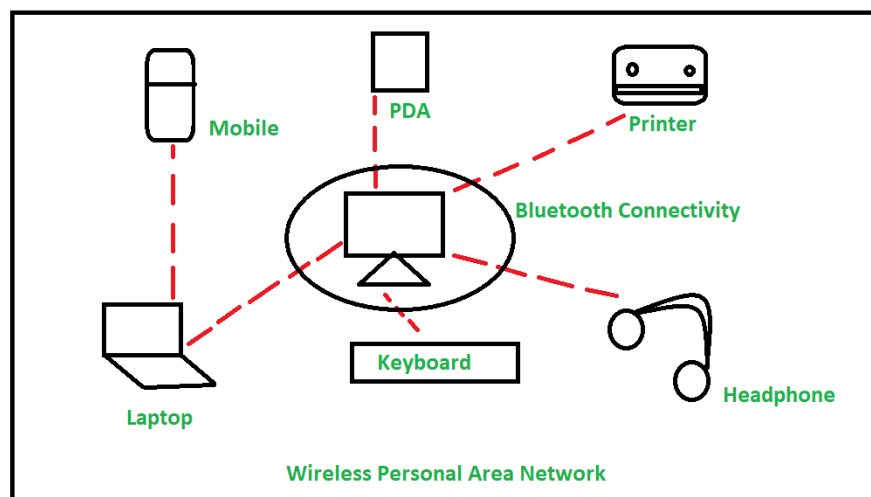 PDA
Mobile
Printer
Bluetooth Connectivity
Keyboard
Laptop
Headphone
Wireless Personal Area Network